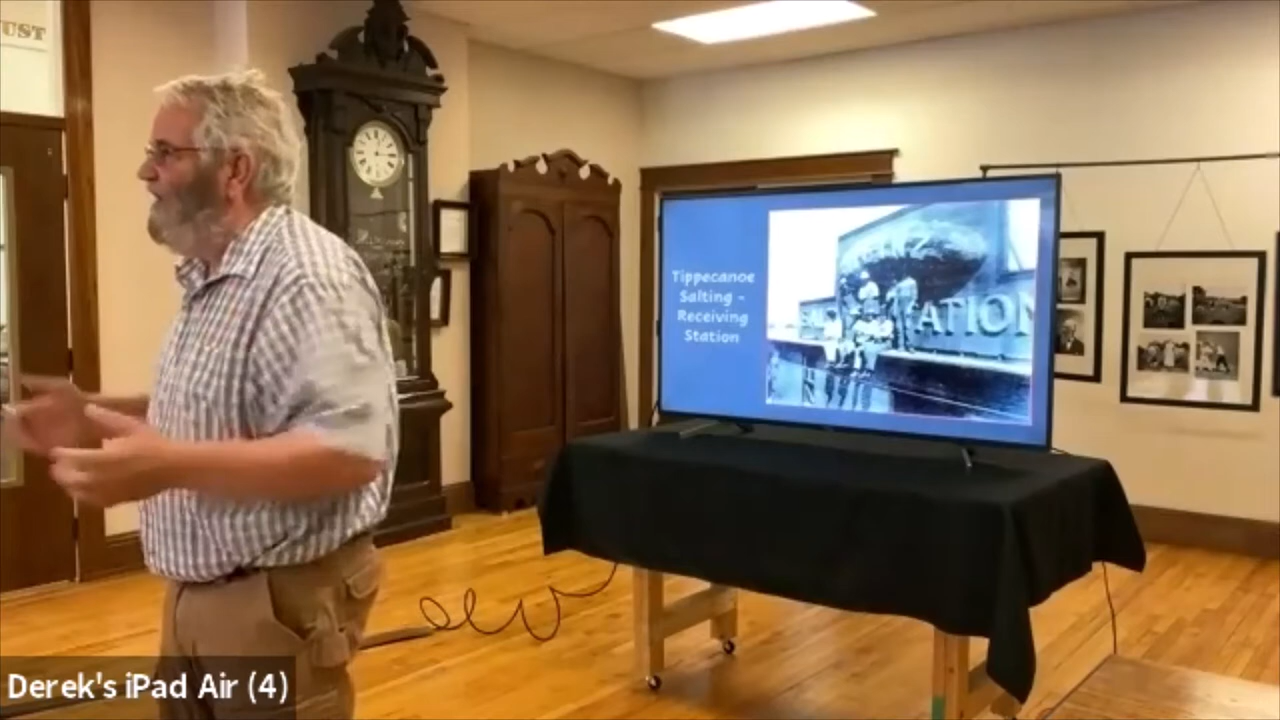 UST
Tippecanoe
Salting -
Receiving
Station
ATION
Derek's iPad Air (4)